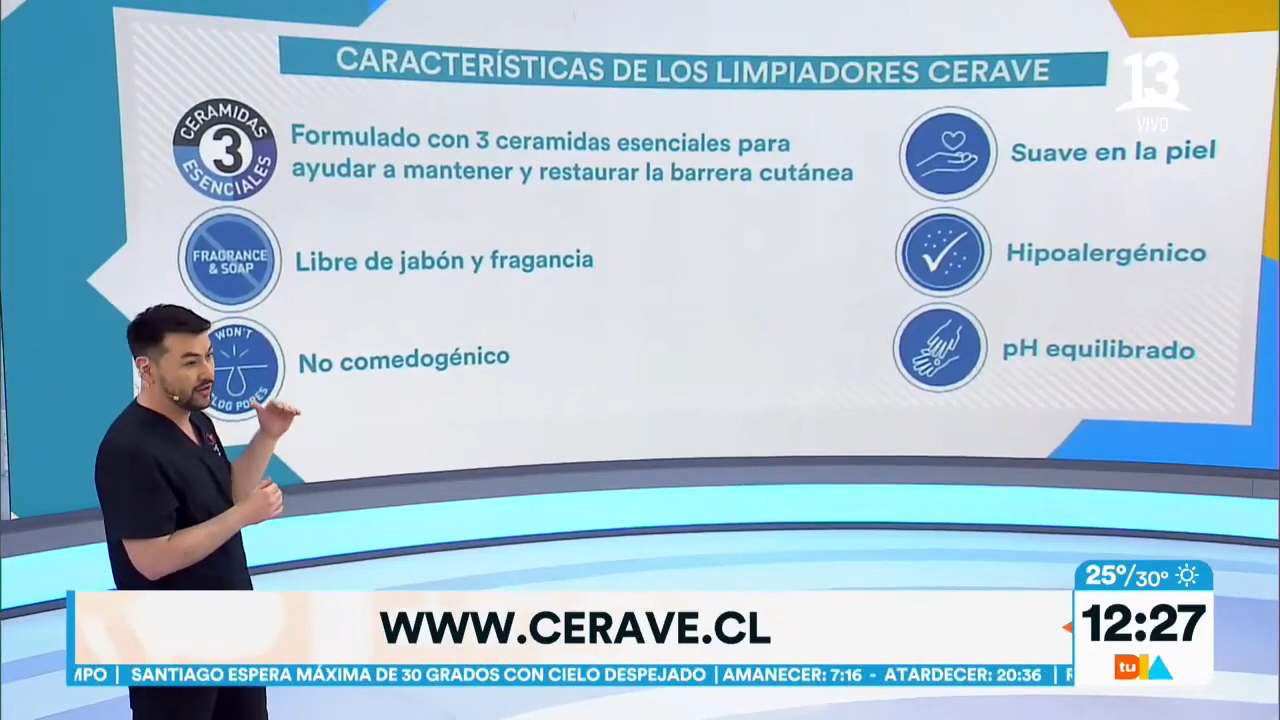 CARACTERÍSTICAS DE LOS LIMPIADORES CERAVE
13
VIVO
CERAMIDAS
3
ESENCIALES
Formulado con 3 ceramidas esenciales para
ayudar a mantener y restaurar la barrera cutánea
Suave en la piel
FRAGRANCE
& SOAP
Libre de jabón y fragancia
Hipoalergénico
WON'T
LOG PORES
No comedogénico
pH equilibrado
25°/30°
WWW.CERAVE.CL
12:27
tu DIA
MPO | SANTIAGO ESPERA MÁXIMA DE 30 GRADOS CON CIELO DESPEJADO | AMANECER: 7:16 - ATARDECER: 20:36 |